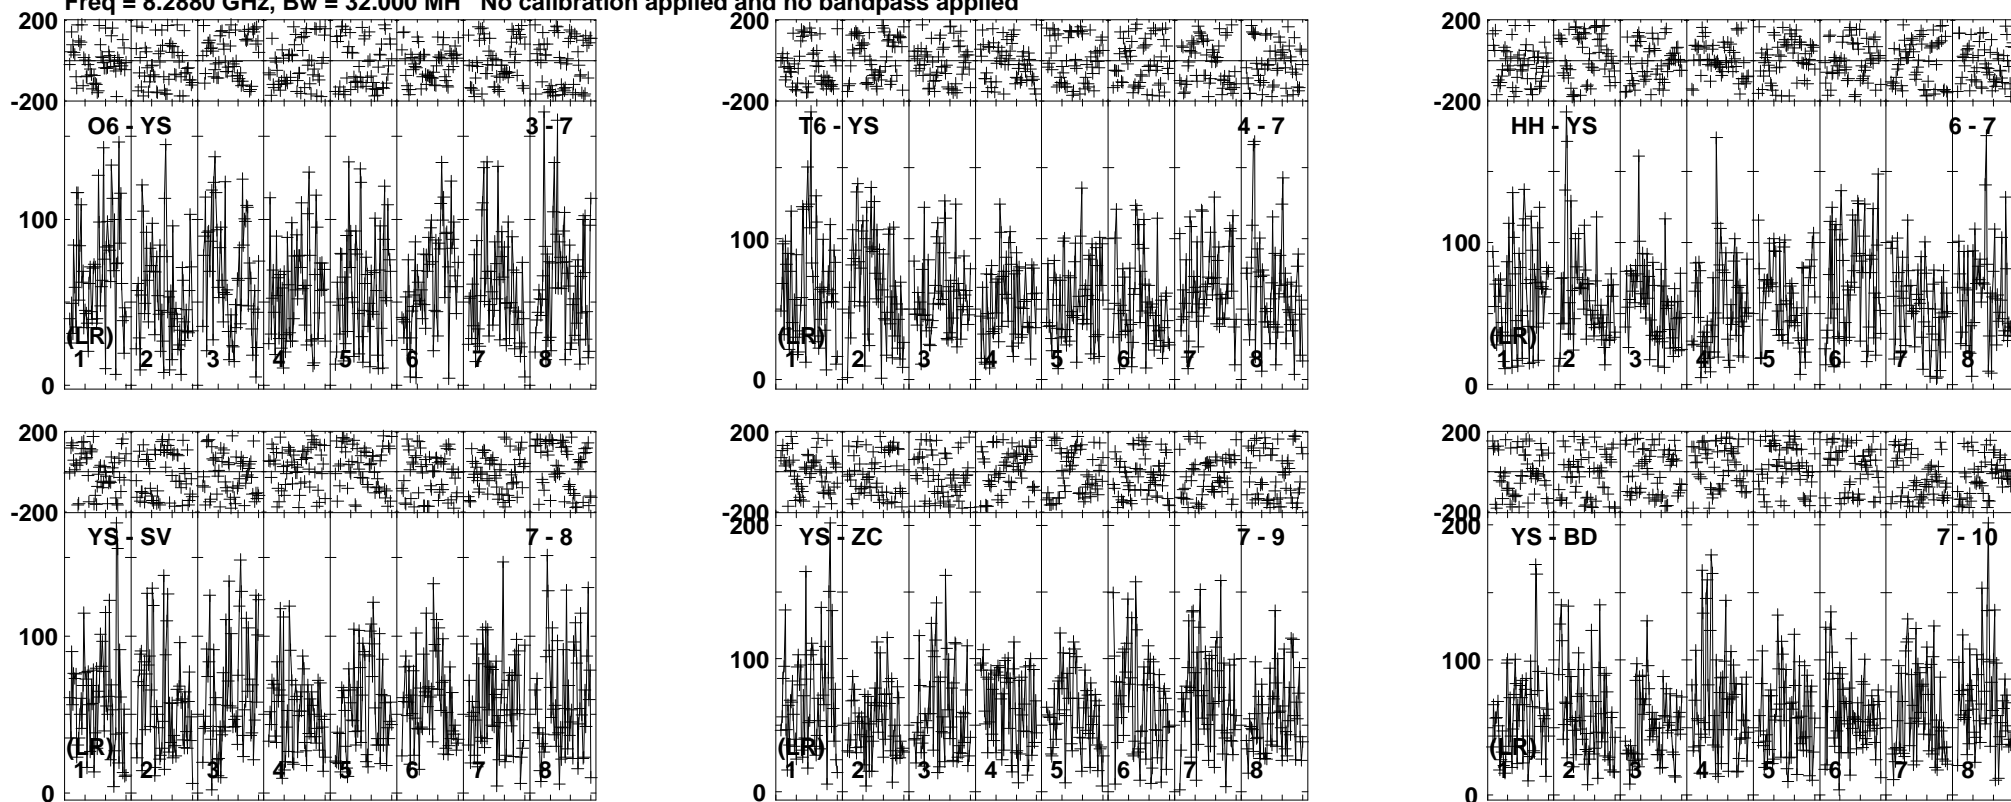 Freq = 8.2880 GHz, Bw = 32.000 MH No calibration applied and no bandpass applied
200 200 200
-200 -200 -200
O6 - YS 3 - 7 T6 - YS 4 - 7 HH - YS 6 - 7
100 100 100
(LR) (LR) (LR)
1 2 3 4 5 6 7 8 1 2 3 4 5 6 7 8 1 2 3 4 5 6 7 8
0 0 0
200 200 200
-200 -200 -200
200 200
YS - SV 7 - 8 YS - ZC 7 - 9 YS - BD 7 - 10
100 100 100
(LR) (LR) (LR)
1 2 3 4 5 6 7 8 1 2 3 4 5 6 7 8 1 2 3 4 5 6 7 8
0 0 0